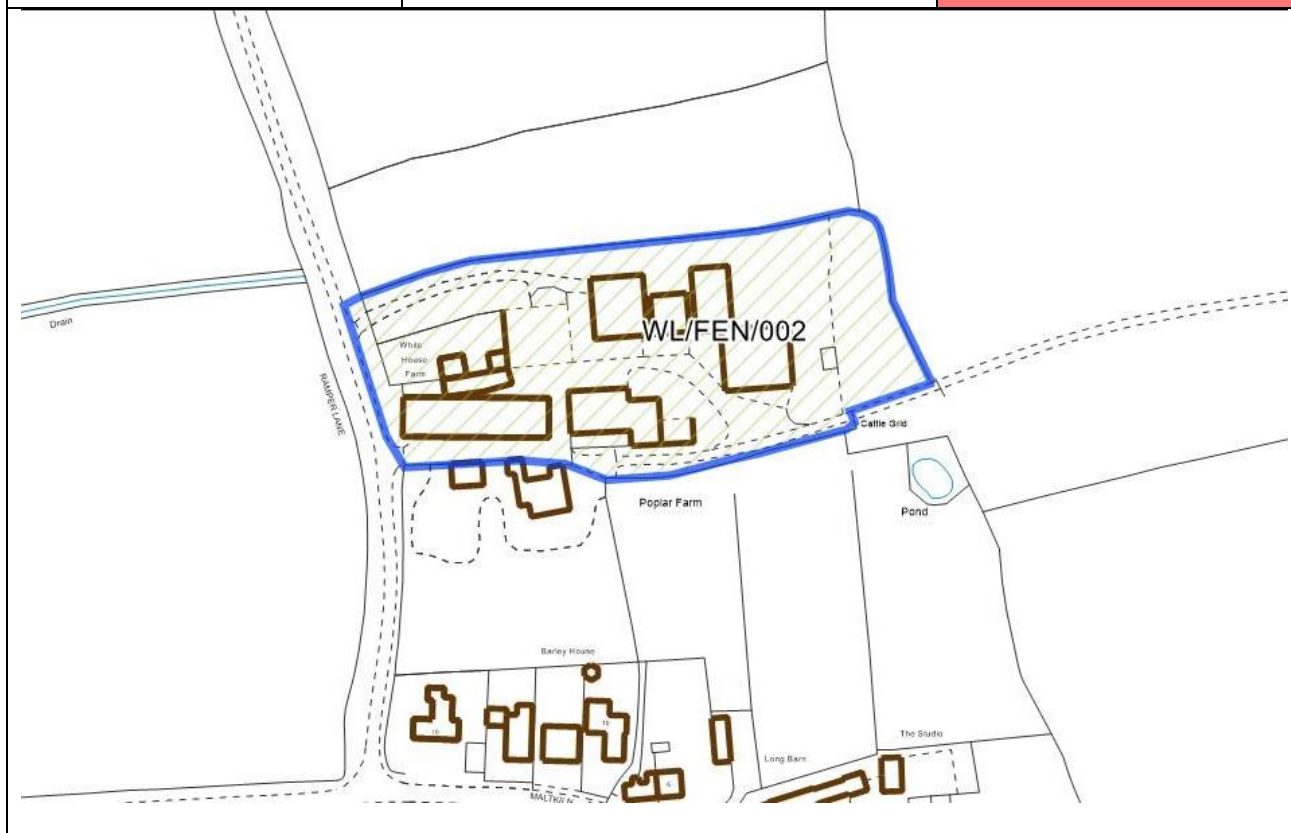 WL/FEN/002
Drain
White
House
Farm
RAMPER LANE
Cattle Grid
Poplar Farm
Pond
Barley House
The Studio
Long Barn
MALTKILN